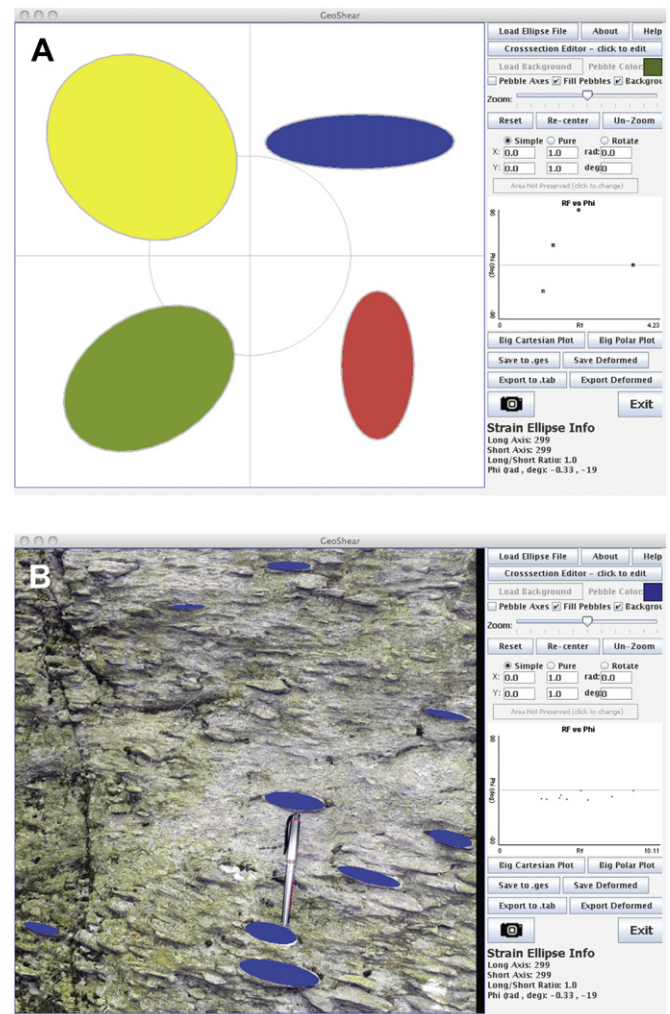 GeoShear
A
Load Ellipse File About Help
Crosssection Editor - click to edit
Load Background Pebble Color:
Pebble Axes Fill Pebbles Backgrou
Zoom:
Reset Re-center Un-Zoom
Simple Pure Rotate
X: 0.0 1.0 rad: 0.0
Y: 0.0 1.0 deg: 0
Area Not Preserved (click to change)
RF vs Phi
90
Phi (deg)
-90
0 Rf 4.23
Big Cartesian Plot Big Polar Plot
Save to .ges Save Deformed
Export to .tab Export Deformed
Exit
Strain Ellipse Info
Long Axis: 299
Short Axis: 299
Long/Short Ratio: 1.0
Phi (rad , deg): -0.33 , -19
GeoShear
B
Load Ellipse File About Help
Crosssection Editor - click to edit
Load Background Pebble Color:
Pebble Axes Fill Pebbles Backgrou
Zoom:
Reset Re-center Un-Zoom
Simple Pure Rotate
X: 0.0 1.0 rad: 0.0
Y: 0.0 1.0 deg: 0
Area Not Preserved (click to change)
RF vs Phi
90
Phi (deg)
-90
0 Rf 10.11
Big Cartesian Plot Big Polar Plot
Save to .ges Save Deformed
Export to .tab Export Deformed
Exit
Strain Ellipse Info
Long Axis: 299
Short Axis: 299
Long/Short Ratio: 1.0
Phi (rad , deg): -0.33 , -19